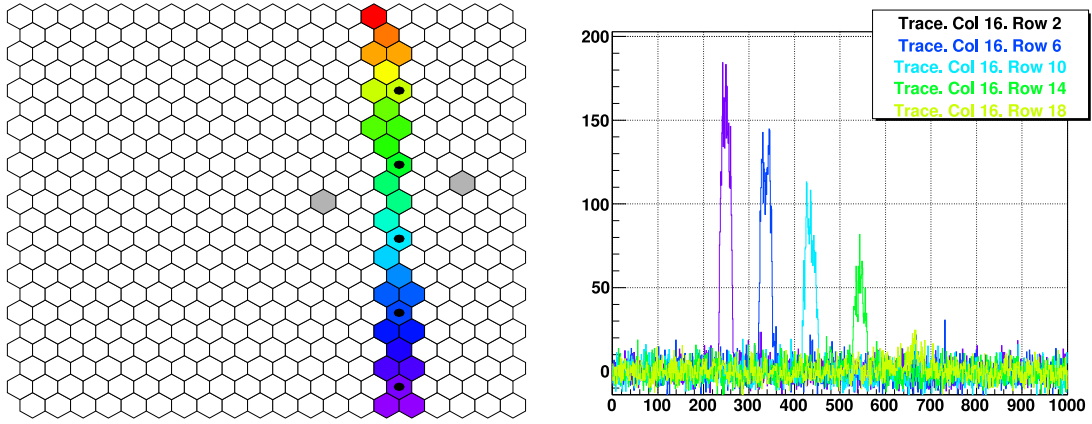 Trace. Col 16. Row 2
Trace. Col 16. Row 6
Trace. Col 16. Row 10
Trace. Col 16. Row 14
Trace. Col 16. Row 18
200
150
100
50
0
0 100 200 300 400 500 600 700 800 900 1000